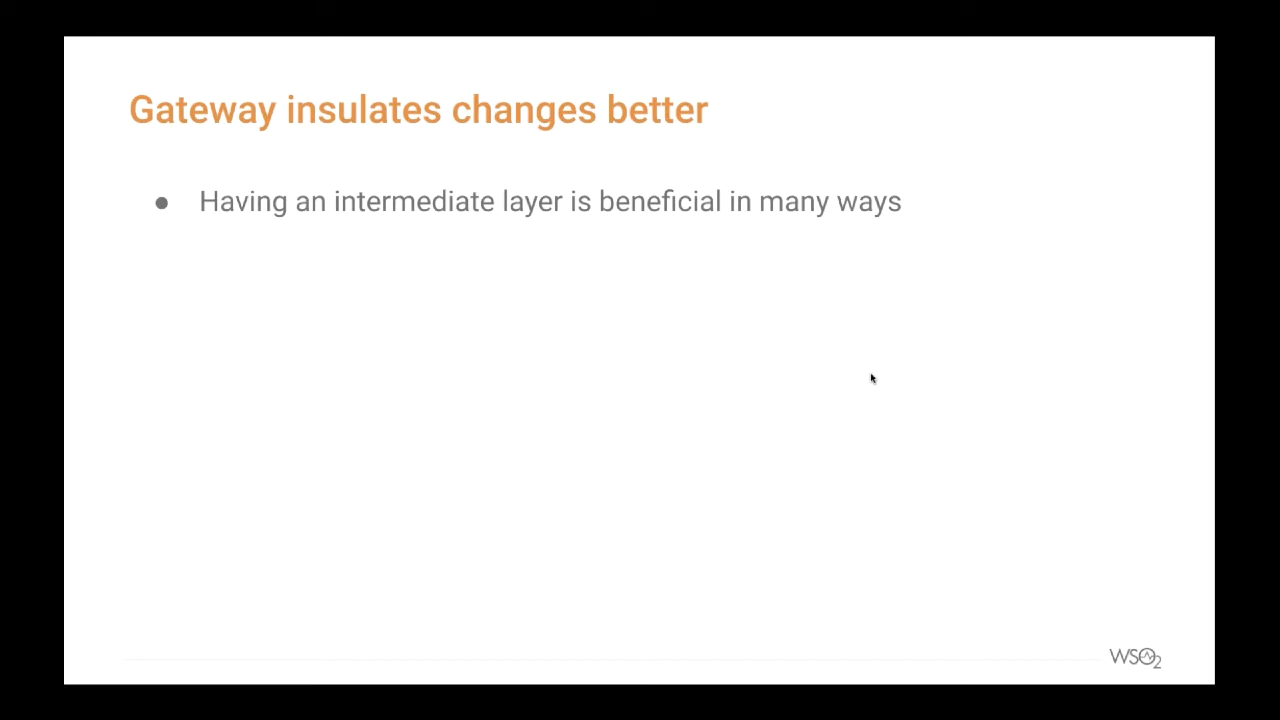 Gateway insulates changes better
● Having an intermediate layer is beneficial in many ways
WSO2